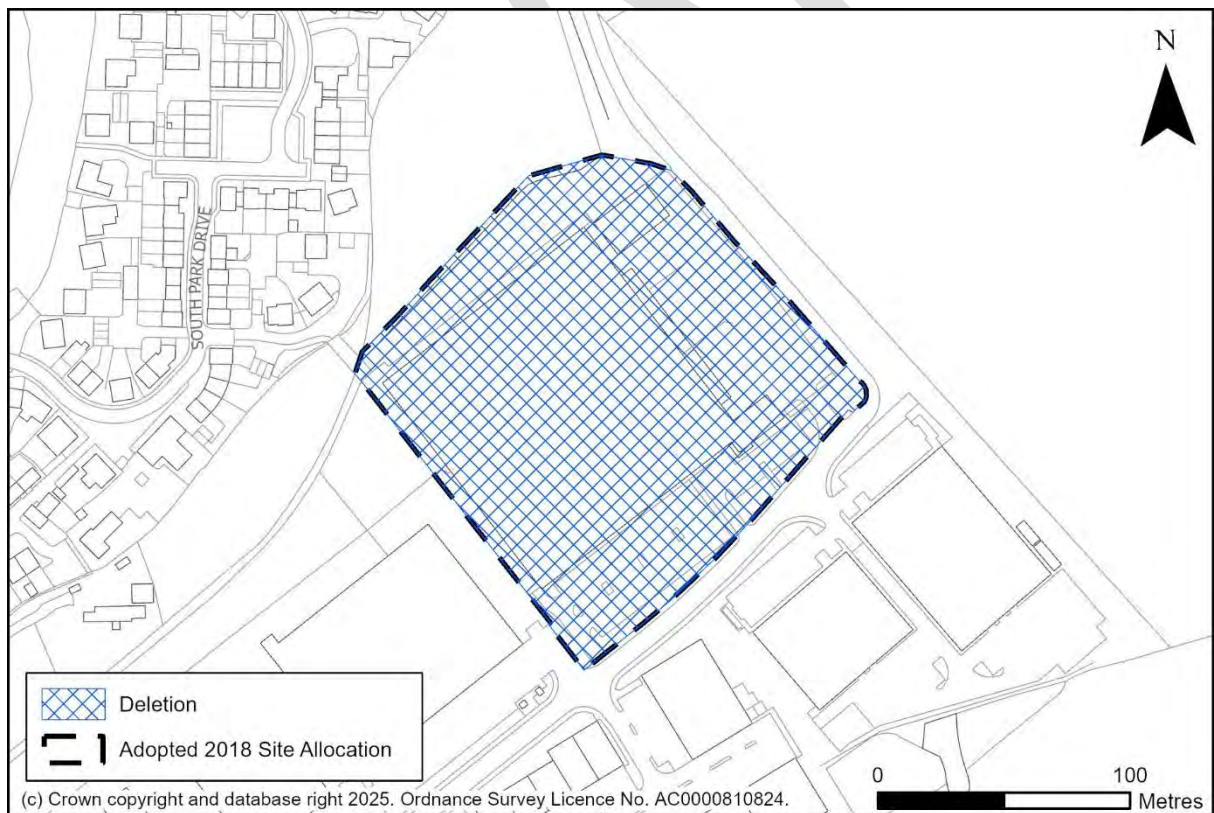 N
SOUTH PARK DRIVE
Deletion
Adopted 2018 Site Allocation
0 100
Metres
(c) Crown copyright and database right 2025. Ordnance Survey Licence No. AC0000810824.